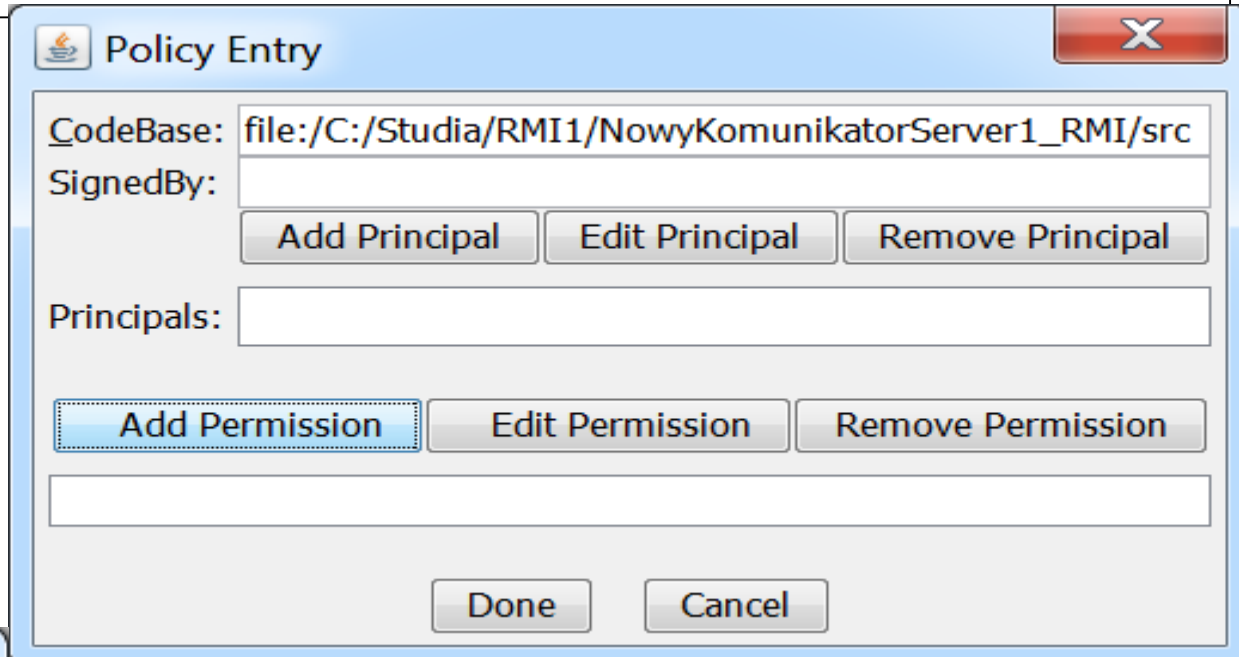 Policy Entry
CodeBase: file:/C:/Studia/RMI1/NowyKomunikatorServer1_RMI/src
SignedBy:
Add Principal Edit Principal Remove Principal
Principals:
Add Permission Edit Permission Remove Permission
Done Cancel